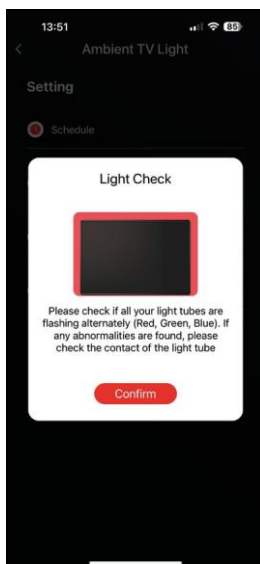 13:51
85
Ambient TV Light
Setting
Schedule
Light Check
Please check if all your light tubes are
flashing alternately (Red, Green, Blue). If
any abnormalities are found, please
check the contact of the light tube
Confirm